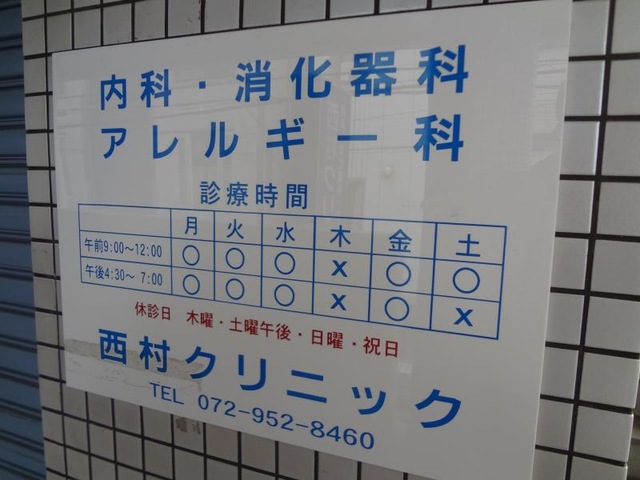 内科・消化器科
アレルギー科
診療時間
月 火 水 木 金 土
午前9:00～12:00 〇 〇 〇 x 〇 〇
午後4:30～ 7:00 〇 〇 〇 x 〇 x
休診日 木曜・土曜午後・日曜・祝日
西村クリニック
TEL 072-952-8460